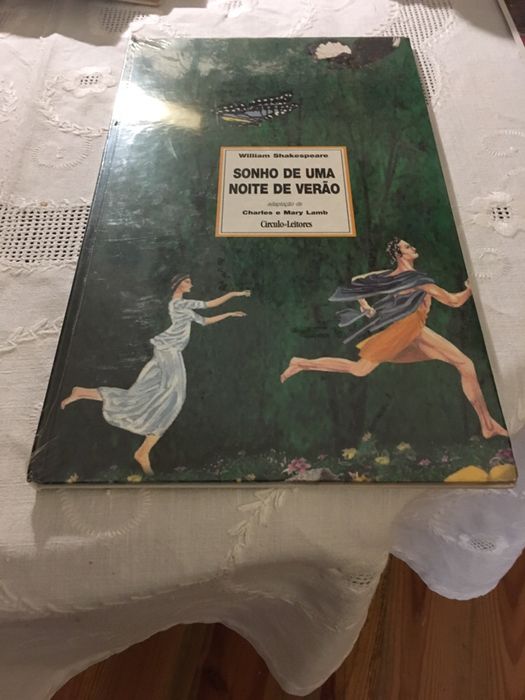 William Shakespeare
SONHO DE UMA
NOITE DE VERÃO
adaptação de
Charles e Mary Lamb
Círculo-Leitores